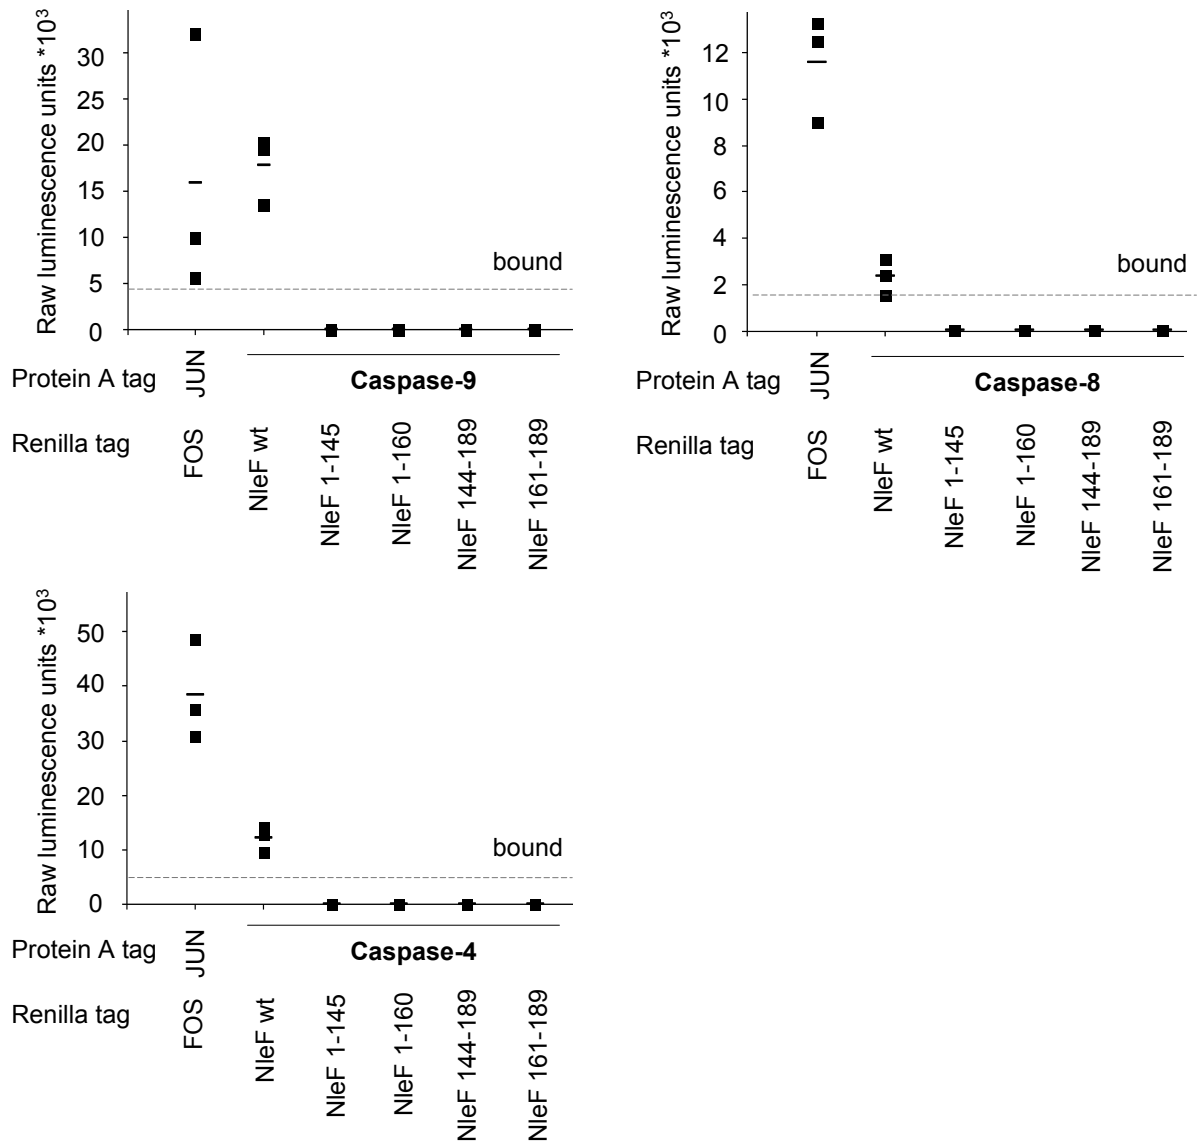 Raw luminescence units *10³
30
25
20
15
10
5
0
bound
Protein A tag
JUN
Caspase-9
Renilla tag
FOS
NleF wt
NleF 1-145
NleF 1-160
NleF 144-189
NleF 161-189
Raw luminescence units *10³
12
10
8
6
4
2
0
bound
Protein A tag
JUN
Caspase-8
Renilla tag
FOS
NleF wt
NleF 1-145
NleF 1-160
NleF 144-189
NleF 161-189
Raw luminescence units *10³
50
40
30
20
10
0
bound
Protein A tag
JUN
Caspase-4
Renilla tag
FOS
NleF wt
NleF 1-145
NleF 1-160
NleF 144-189
NleF 161-189